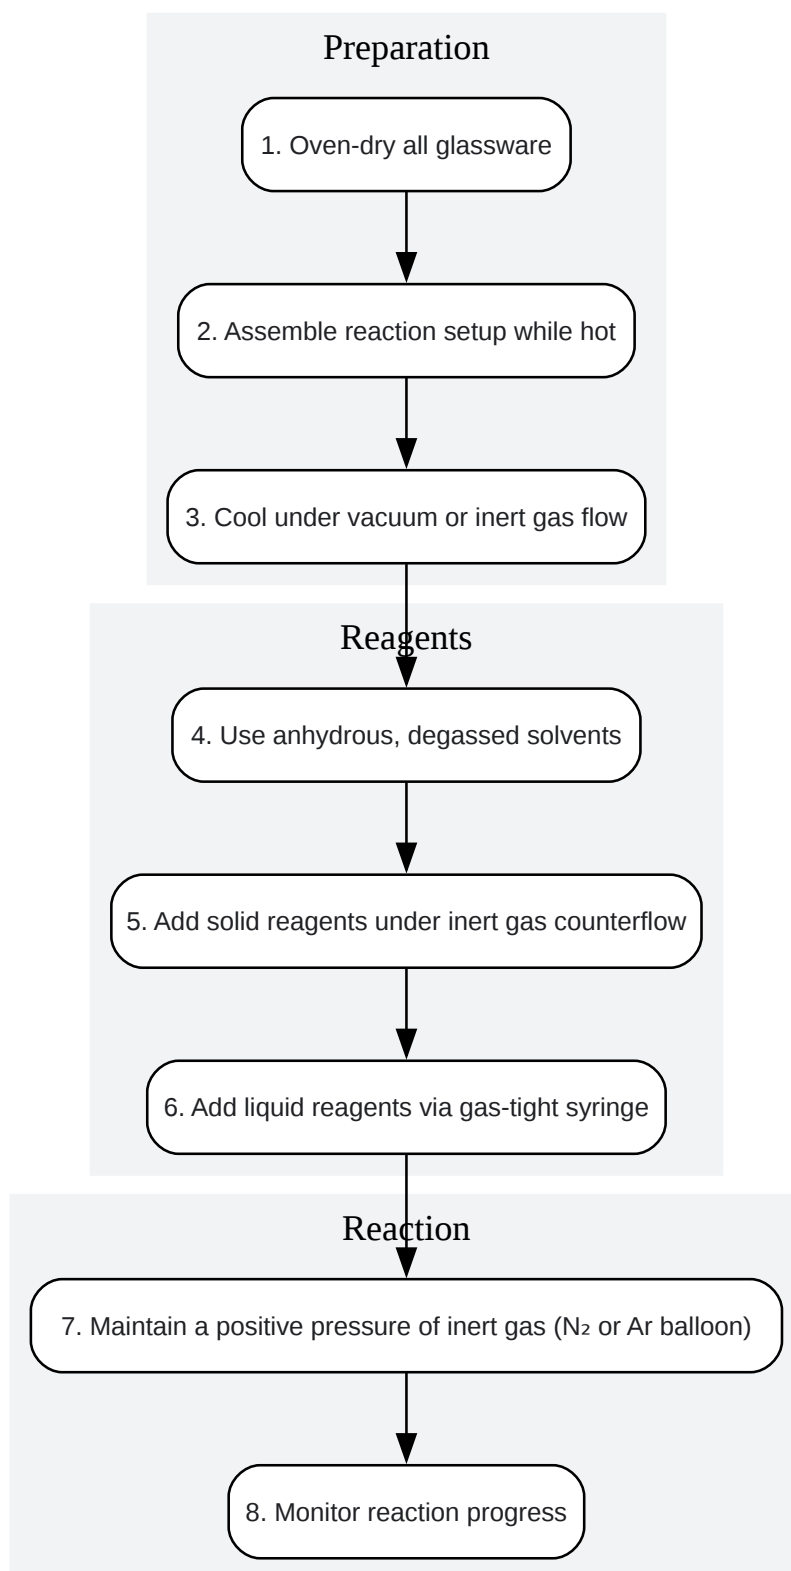 Preparation
1. Oven-dry all glassware
2. Assemble reaction setup while hot
3. Cool under vacuum or inert gas flow
Reagents
4. Use anhydrous, degassed solvents
5. Add solid reagents under inert gas counterflow
6. Add liquid reagents via gas-tight syringe
Reaction
7. Maintain a positive pressure of inert gas (N₂ or Ar balloon)
8. Monitor reaction progress